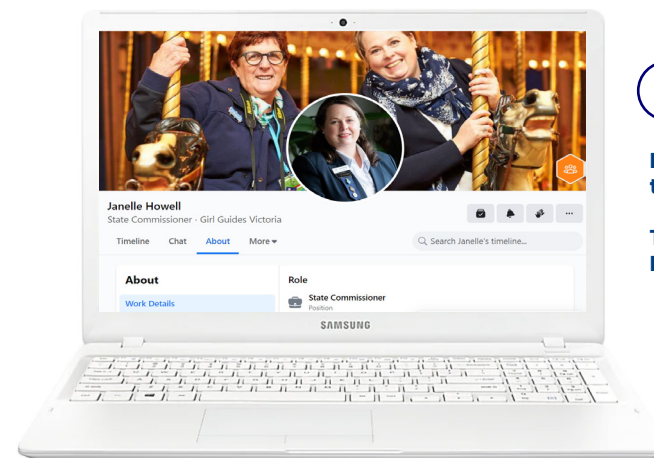 Janelle Howell
State Commissioner - Girl Guides Victoria
Timeline Chat About More
Search Janelle's timeline...
About
Role
Work Details
State Commissioner
Position
SAMSUNG